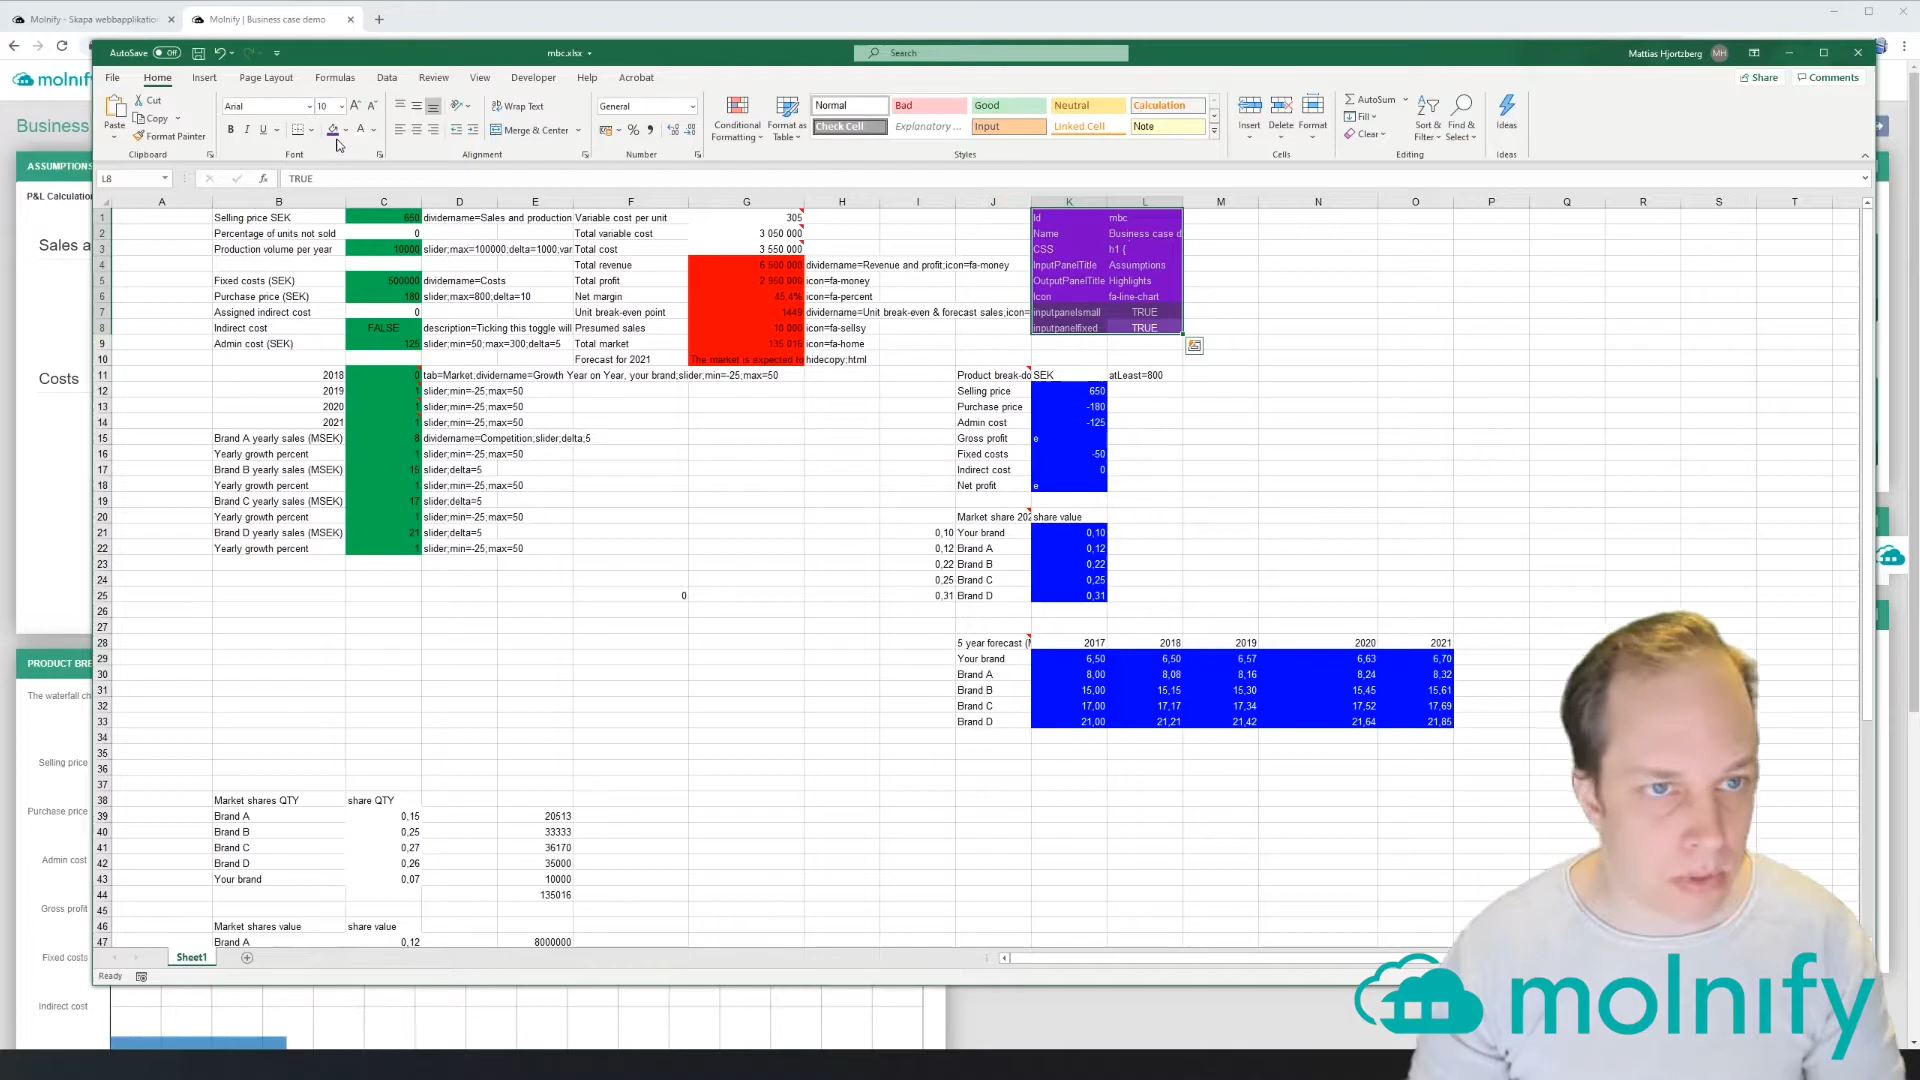 Molnify - Skapa webbapplikation
Molnify | Business case demo
AutoSave Off
mbc.xlsx
Search
Mattias Hjortzberg MH
File Home Insert Page Layout Formulas Data Review View Developer Help Acrobat
Share Comments
Paste
Cut
Copy
Format Painter
Clipboard
Arial 10
B I U
Font
Wrap Text
Merge & Center
Alignment
General
Number
Conditional Formatting
Format as Table
Normal Bad Good Neutral Calculation
Check Cell Explanatory ... Input Linked Cell Note
Styles
Insert Delete Format
Cells
AutoSum
Fill
Clear
Sort & Filter
Find & Select
Editing
Ideas
Ideas
L8 fx TRUE
A B C D E F G H I J K L M N O P Q R S T
1 Selling price SEK 650 dividername=Sales and production Variable cost per unit 305 Id mbc
2 Percentage of units not sold 0 Total variable cost 3 050 000 Name Business case d
3 Production volume per year 10000 slider;max=100000;delta=1000;var Total cost 3 550 000 CSS h1 {
4 Total revenue 6 500 000 dividername=Revenue and profit;icon=fa-money InputPanelTitle Assumptions
5 Fixed costs (SEK) 500000 dividername=Costs Total profit 2 950 000 icon=fa-money OutputPanelTitle Highlights
6 Purchase price (SEK) 180 slider;max=800;delta=10 Net margin 45,4% icon=fa-percent Icon fa-line-chart
7 Assigned indirect cost 0 Unit break-even point 1449 dividername=Unit break-even & forecast sales;icon= inputpanelsmall TRUE
8 Indirect cost FALSE description=Ticking this toggle will Presumed sales 10 000 icon=fa-sellsy inputpanelfixed TRUE
9 Admin cost (SEK) 125 slider;min=50;max=300;delta=5 Total market 135 016 icon=fa-home
10 Forecast for 2021 The market is expected to hidecopy;html
11 2018 0 tab=Market;dividername=Growth Year on Year, your brand;slider;min=-25;max=50 Product break-do SEK atLeast=800
12 2019 1 slider;min=-25;max=50 Selling price 650
13 2020 1 slider;min=-25;max=50 Purchase price -180
14 2021 1 slider;min=-25;max=50 Admin cost -125
15 Brand A yearly sales (MSEK) 8 dividername=Competition;slider;delta;5 Gross profit e
16 Yearly growth percent 1 slider;min=-25;max=50 Fixed costs -50
17 Brand B yearly sales (MSEK) 15 slider;delta=5 Indirect cost 0
18 Yearly growth percent 1 slider;min=-25;max=50 Net profit e
19 Brand C yearly sales (MSEK) 17 slider;delta=5
20 Yearly growth percent 1 slider;min=-25;max=50 Market share 202 share value
21 Brand D yearly sales (MSEK) 21 slider;delta=5 0,10 Your brand 0,10
22 Yearly growth percent 1 slider;min=-25;max=50 0,12 Brand A 0,12
23 0,22 Brand B 0,22
24 0,25 Brand C 0,25
25 0 0,31 Brand D 0,31
26
27
28 5 year forecast (M 2017 2018 2019 2020 2021
29 Your brand 6,50 6,50 6,57 6,63 6,70
30 Brand A 8,00 8,08 8,16 8,24 8,32
31 Brand B 15,00 15,15 15,30 15,45 15,61
32 Brand C 17,00 17,17 17,34 17,52 17,69
33 Brand D 21,00 21,21 21,42 21,64 21,85
34
35
36
37
38 Market shares QTY share QTY
39 Brand A 0,15 20513
40 Brand B 0,25 33333
41 Brand C 0,27 36170
42 Brand D 0,26 35000
43 Your brand 0,07 10000
44 135016
45
46 Market shares value share value
47 Brand A 0,12 8000000
Sheet1
Ready
molnify
Business
ASSUMPTIONS
P&L Calculation
Sales a
Costs
PRODUCT BRE
The waterfall ch
Selling price
Purchase price
Admin cost
Gross profit
Fixed costs
Indirect cost
molnify